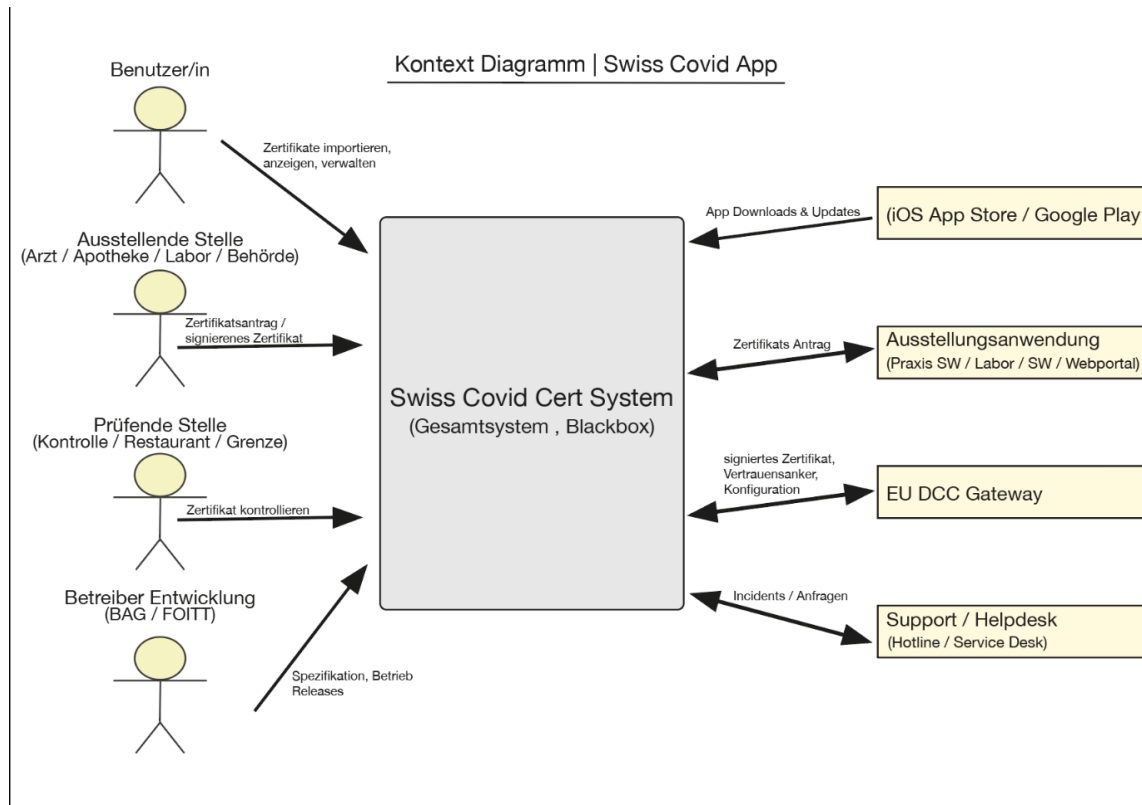 Kontext Diagramm | Swiss Covid App
Benutzer/in
Zertifikate importieren,
anzeigen, verwalten
Ausstellende Stelle
(Arzt / Apotheke / Labor / Behörde)
Zertifikatsantrag /
signierenes Zertifikat
Prüfende Stelle
(Kontrolle / Restaurant / Grenze)
Zertifikat kontrollieren
Betreiber Entwicklung
(BAG / FOITT)
Spezifikation, Betrieb
Releases
Swiss Covid Cert System
(Gesamtsystem , Blackbox)
App Downloads & Updates
(iOS App Store / Google Play
Zertifikats Antrag
Ausstellungsanwendung
(Praxis SW / Labor / SW / Webportal)
signiertes Zertifikat,
Vertrauensanker,
Konfiguration
EU DCC Gateway
Incidents / Anfragen
Support / Helpdesk
(Hotline / Service Desk)